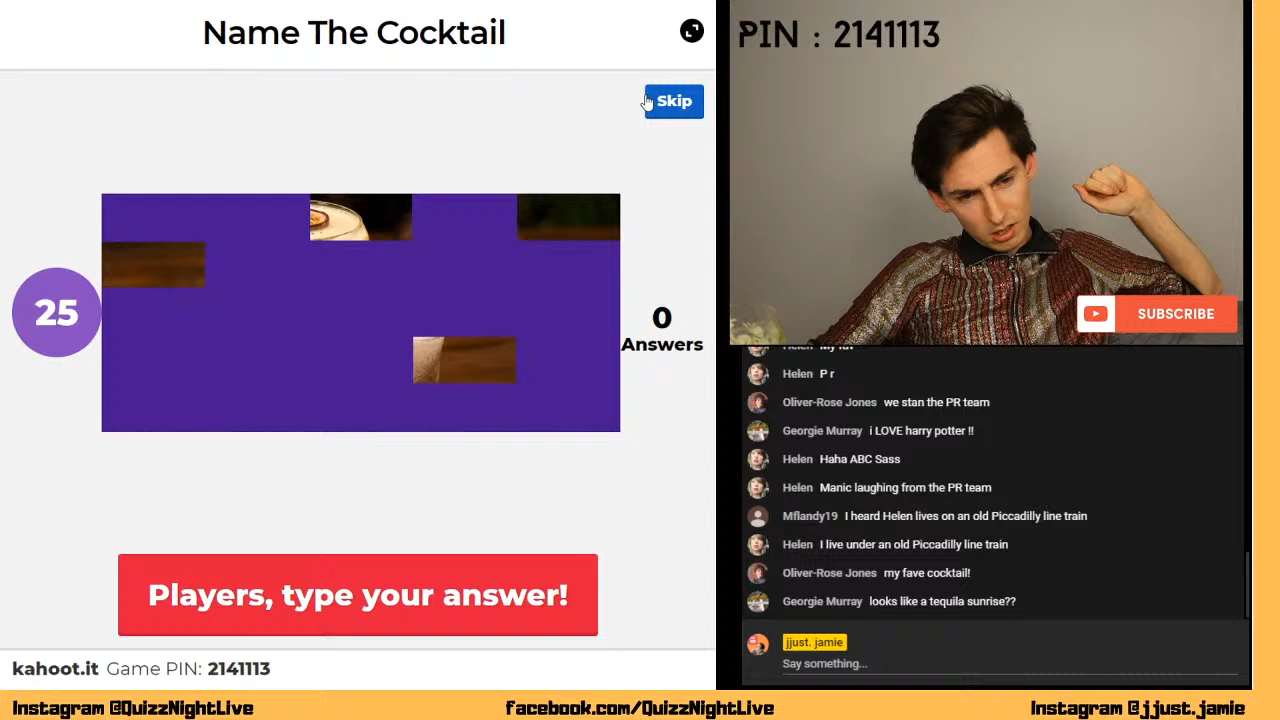 Name The Cocktail
Skip
25
0
Answers
Players, type your answer!
kahoot.it Game PIN: 2141113
PIN : 2141113
SUBSCRIBE
Helen My fav
Helen P r
Oliver-Rose Jones we stan the PR team
Georgie Murray i LOVE harry potter !!
Helen Haha ABC Sass
Helen Manic laughing from the PR team
Mflandy19 I heard Helen lives on an old Piccadilly line train
Helen I live under an old Piccadilly line train
Oliver-Rose Jones my fave cocktail!
Georgie Murray looks like a tequila sunrise??
jjust. jamie
Say something...
Instagram @QuizzNightLive
facebook.com/QuizzNightLive
Instagram @jjust.jamie